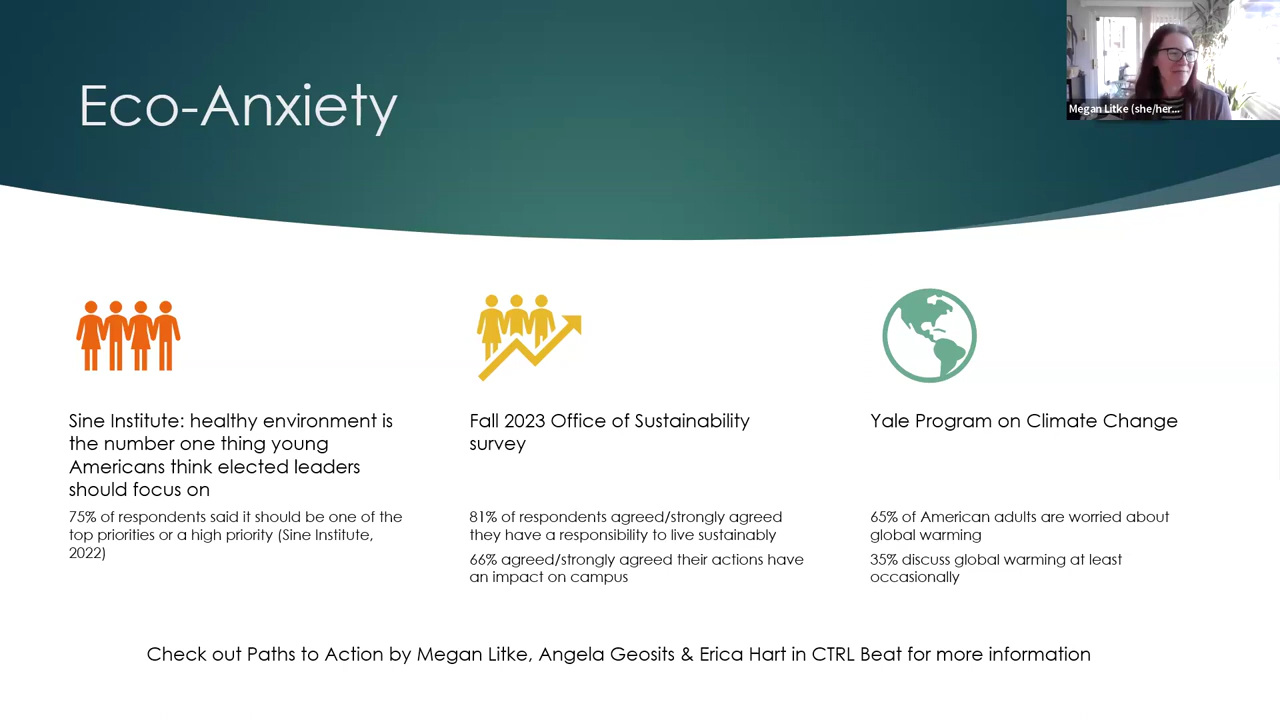 Eco-Anxiety
Megan Litke (she/her...
Sine Institute: healthy environment is
the number one thing young
Americans think elected leaders
should focus on
75% of respondents said it should be one of the
top priorities or a high priority (Sine Institute,
2022)
Fall 2023 Office of Sustainability
survey
81% of respondents agreed/strongly agreed
they have a responsibility to live sustainably
66% agreed/strongly agreed their actions have
an impact on campus
Yale Program on Climate Change
65% of American adults are worried about
global warming
35% discuss global warming at least
occasionally
Check out Paths to Action by Megan Litke, Angela Geosits & Erica Hart in CTRL Beat for more information